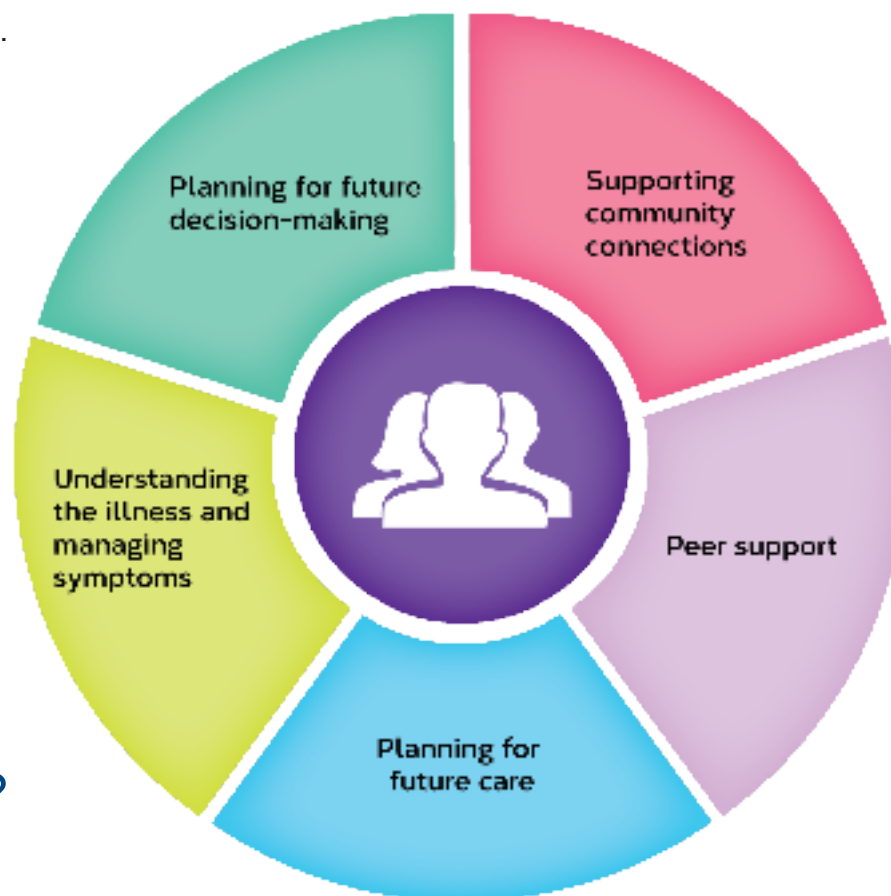 Planning for future
decision-making
Supporting
community
connections
Understanding
the illness and
managing
symptoms
Peer support
Planning for
future care